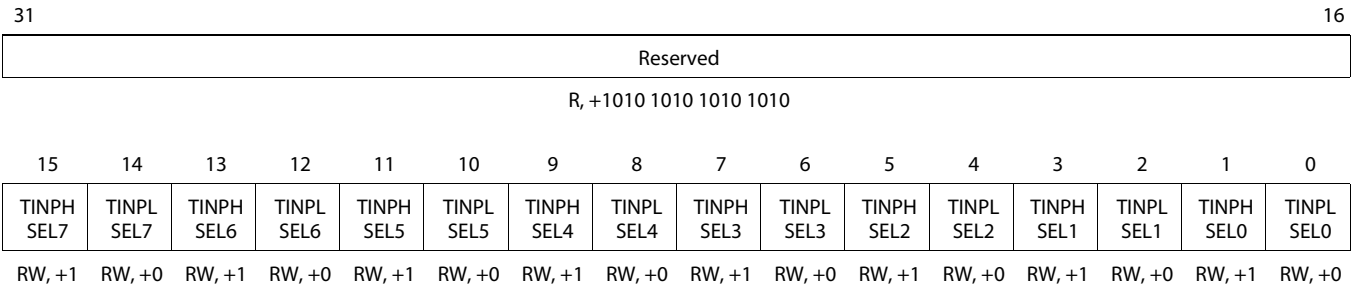 31 16
Reserved
R, +1010 1010 1010 1010
15 14 13 12 11 10 9 8 7 6 5 4 3 2 1 0
TINPH TINPL TINPH TINPL TINPH TINPL TINPH TINPL TINPH TINPL TINPH TINPL TINPH TINPL TINPH TINPL
SEL7 SEL7 SEL6 SEL6 SEL5 SEL5 SEL4 SEL4 SEL3 SEL3 SEL2 SEL2 SEL1 SEL1 SEL0 SEL0
RW, +1 RW, +0 RW, +1 RW, +0 RW, +1 RW, +0 RW, +1 RW, +0 RW, +1 RW, +0 RW, +1 RW, +0 RW, +1 RW, +0 RW, +1 RW, +0